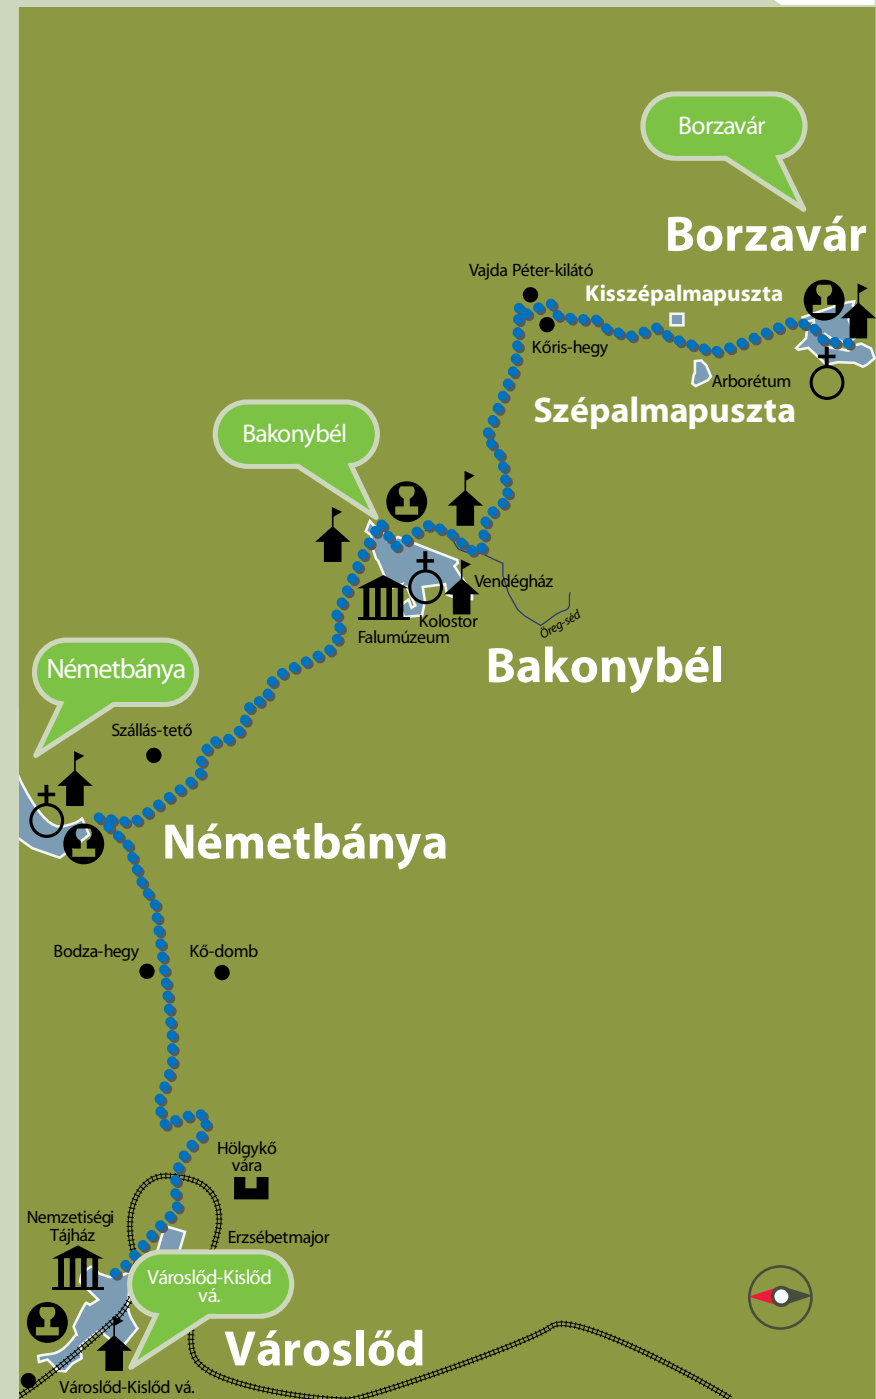 Borzavár
Borzavár
Vajda Péter-kilátó
Kisszépalmapuszta
Kőris-hegy
Arborétum
Szépalmapuszta
Bakonybél
Vendégház
Kolostor
Falumúzeum
Öreg-séd
Bakonybél
Németbánya
Szállás-tető
Németbánya
Bodza-hegy
Kő-domb
Hölgykő
vára
Nemzetiségi
Tájház
Erzsébetmajor
Városlőd-Kislőd
vá.
Városlőd
Városlőd-Kislőd vá.